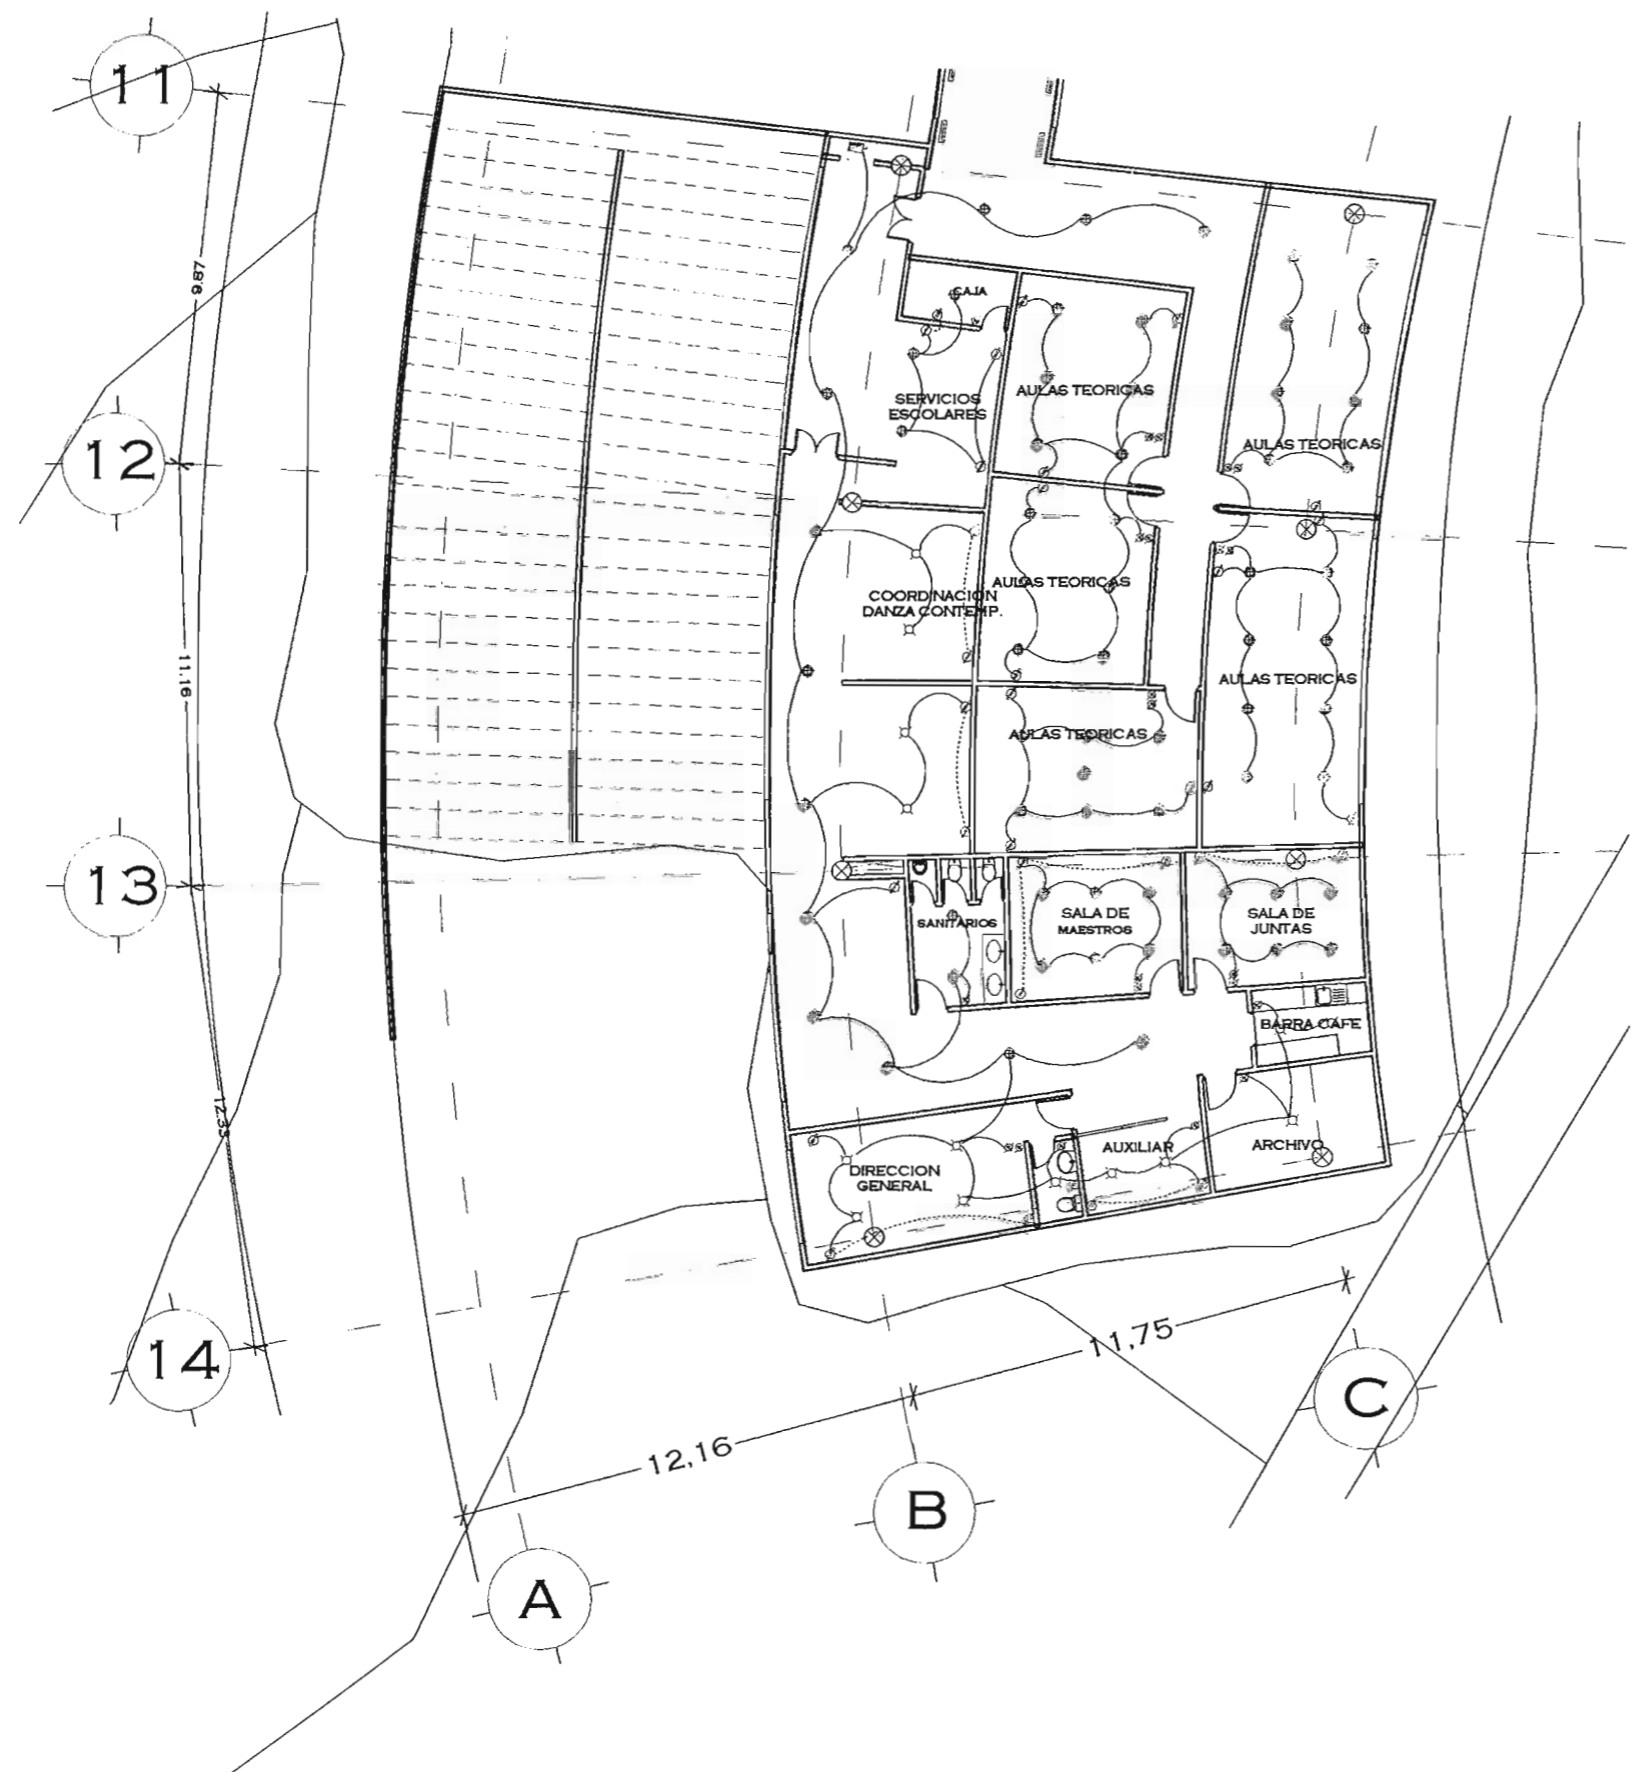 11
9.87
CAJA
AULAS TEORICAS
SERVICIOS
ESCOLARES
AULAS TEORICAS
12
AULAS TEORICAS
COORDINACION
DANZA CONTEMP.
11.16
AULAS TEORICAS
AULAS TEORICAS
13
SANITARIOS
SALA DE
MAESTROS
SALA DE
JUNTAS
BARRA CAFE
12.33
AUXILIAR
ARCHIVO
DIRECCION
GENERAL
14
11,75
C
12,16
B
A